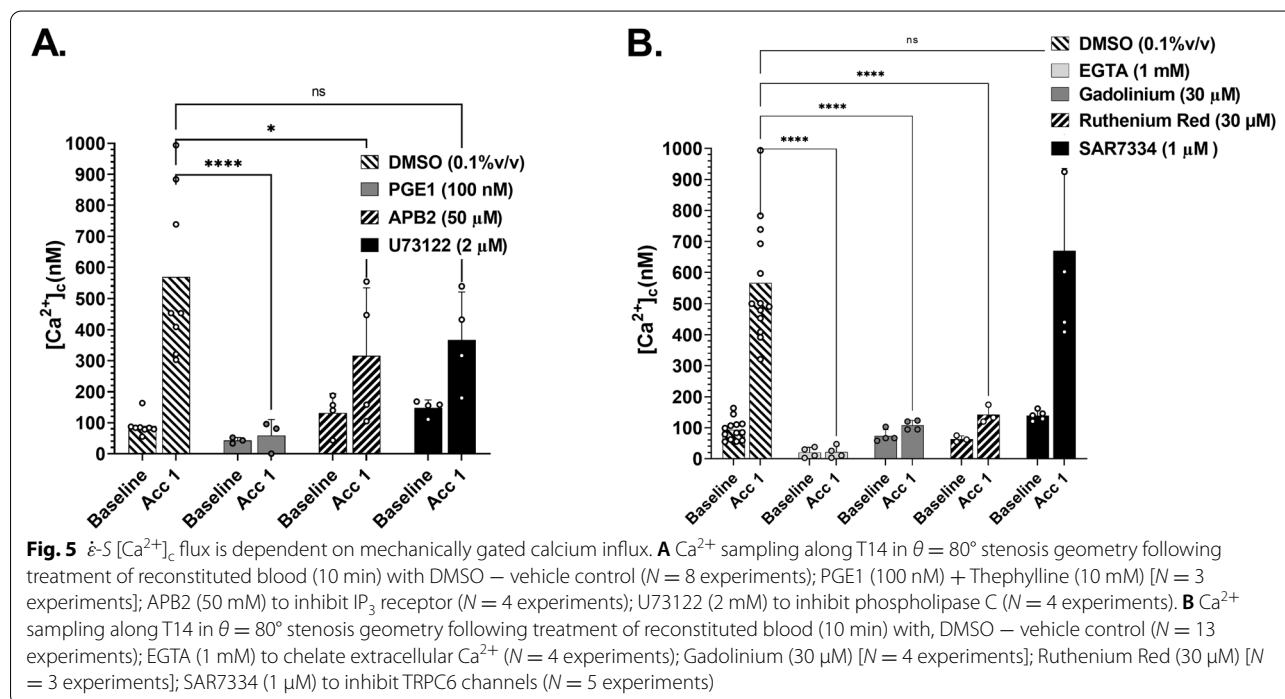 A.
ns
*
****
DMSO (0.1%v/v)
PGE1 (100 nM)
APB2 (50 µM)
U73122 (2 µM)
[Ca²⁺]c(nM)
1000
900
800
700
600
500
400
300
200
100
0
Baseline
Acc 1
Baseline
Acc 1
Baseline
Acc 1
Baseline
Acc 1
B.
ns
****
****
****
DMSO (0.1%v/v)
EGTA (1 mM)
Gadolinium (30 µM)
Ruthenium Red (30 µM)
SAR7334 (1 µM )
[Ca²⁺]c(nM)
1000
900
800
700
600
500
400
300
200
100
0
Baseline
Acc 1
Baseline
Acc 1
Baseline
Acc 1
Baseline
Acc 1
Baseline
Acc 1
Fig. 5 ε̇-S [Ca²⁺]c flux is dependent on mechanically gated calcium influx. A Ca²⁺ sampling along T14 in θ = 80° stenosis geometry following
treatment of reconstituted blood (10 min) with DMSO – vehicle control (N = 8 experiments); PGE1 (100 nM) + Thephylline (10 mM) [N = 3
experiments]; APB2 (50 mM) to inhibit IP₃ receptor (N = 4 experiments); U73122 (2 mM) to inhibit phospholipase C (N = 4 experiments). B Ca²⁺
sampling along T14 in θ = 80° stenosis geometry following treatment of reconstituted blood (10 min) with, DMSO – vehicle control (N = 13
experiments); EGTA (1 mM) to chelate extracellular Ca²⁺ (N = 4 experiments); Gadolinium (30 µM) [N = 4 experiments]; Ruthenium Red (30 µM) [N
= 3 experiments]; SAR7334 (1 µM) to inhibit TRPC6 channels (N = 5 experiments)